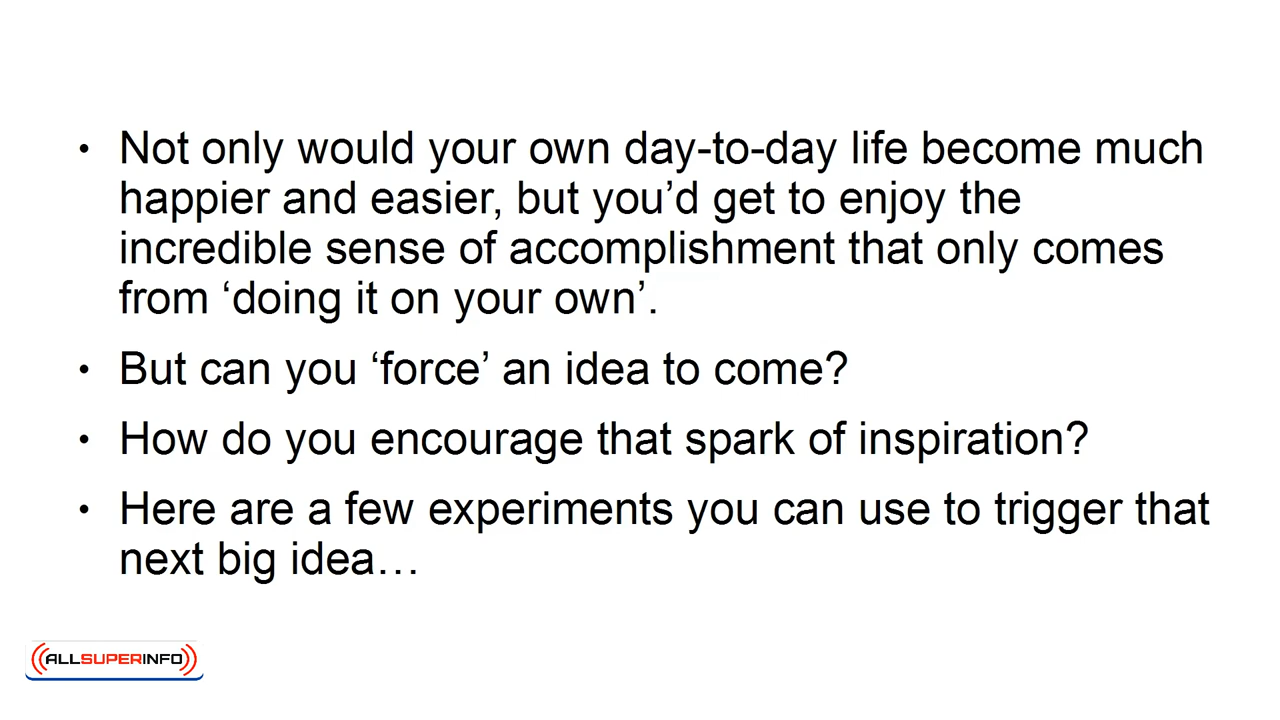 • Not only would your own day-to-day life become much
happier and easier, but you’d get to enjoy the
incredible sense of accomplishment that only comes
from ‘doing it on your own’.
• But can you ‘force’ an idea to come?
• How do you encourage that spark of inspiration?
• Here are a few experiments you can use to trigger that
next big idea…
ALLSUPERINFO